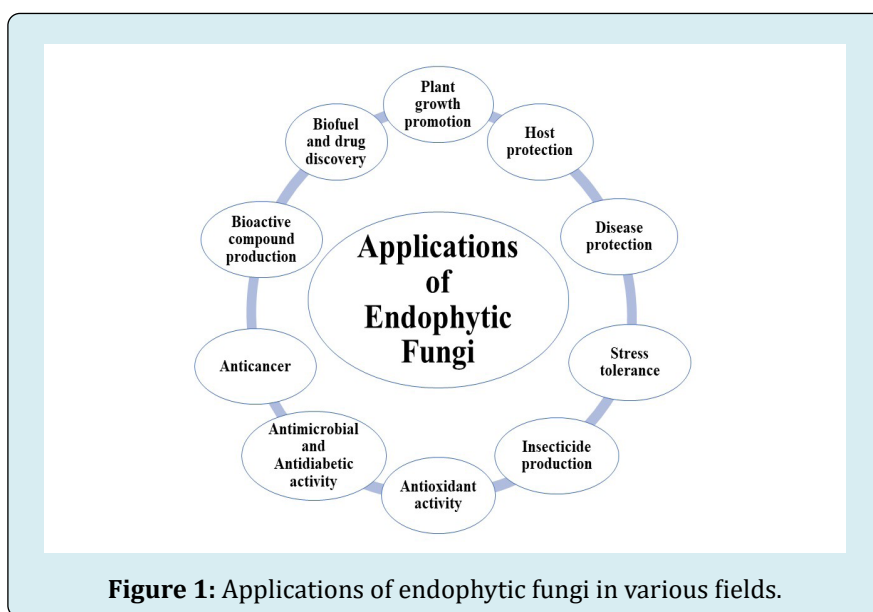 Plant
growth
promotion
Host
protection
Disease
protection
Stress
tolerance
Insecticide
production
Antioxidant
activity
Antimicrobial
and
Antidiabetic
activity
Anticancer
Bioactive
compound
production
Biofuel
and drug
discovery
Applications
of
Endophytic
Fungi
Figure 1: Applications of endophytic fungi in various fields.